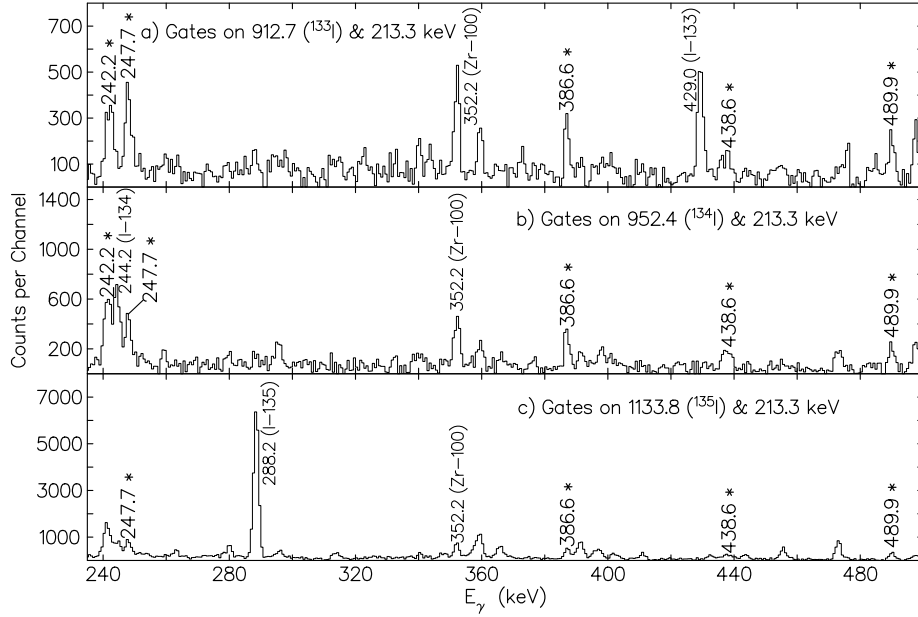 Counts per Channel
700
500
300
100
a) Gates on 912.7 (¹³³I) & 213.3 keV
242.2 *
247.7 *
352.2 (Zr-100)
386.6 *
429.0 (I-133)
438.6 *
489.9 *
1400
1000
600
200
b) Gates on 952.4 (¹³⁴I) & 213.3 keV
242.2 *
244.2 (I-134)
247.7 *
352.2 (Zr-100)
386.6 *
438.6 *
489.9 *
7000
5000
3000
1000
c) Gates on 1133.8 (¹³⁵I) & 213.3 keV
247.7 *
288.2 (I-135)
352.2 (Zr-100)
386.6 *
438.6 *
489.9 *
240 280 320 360 400 440 480
E_γ (keV)